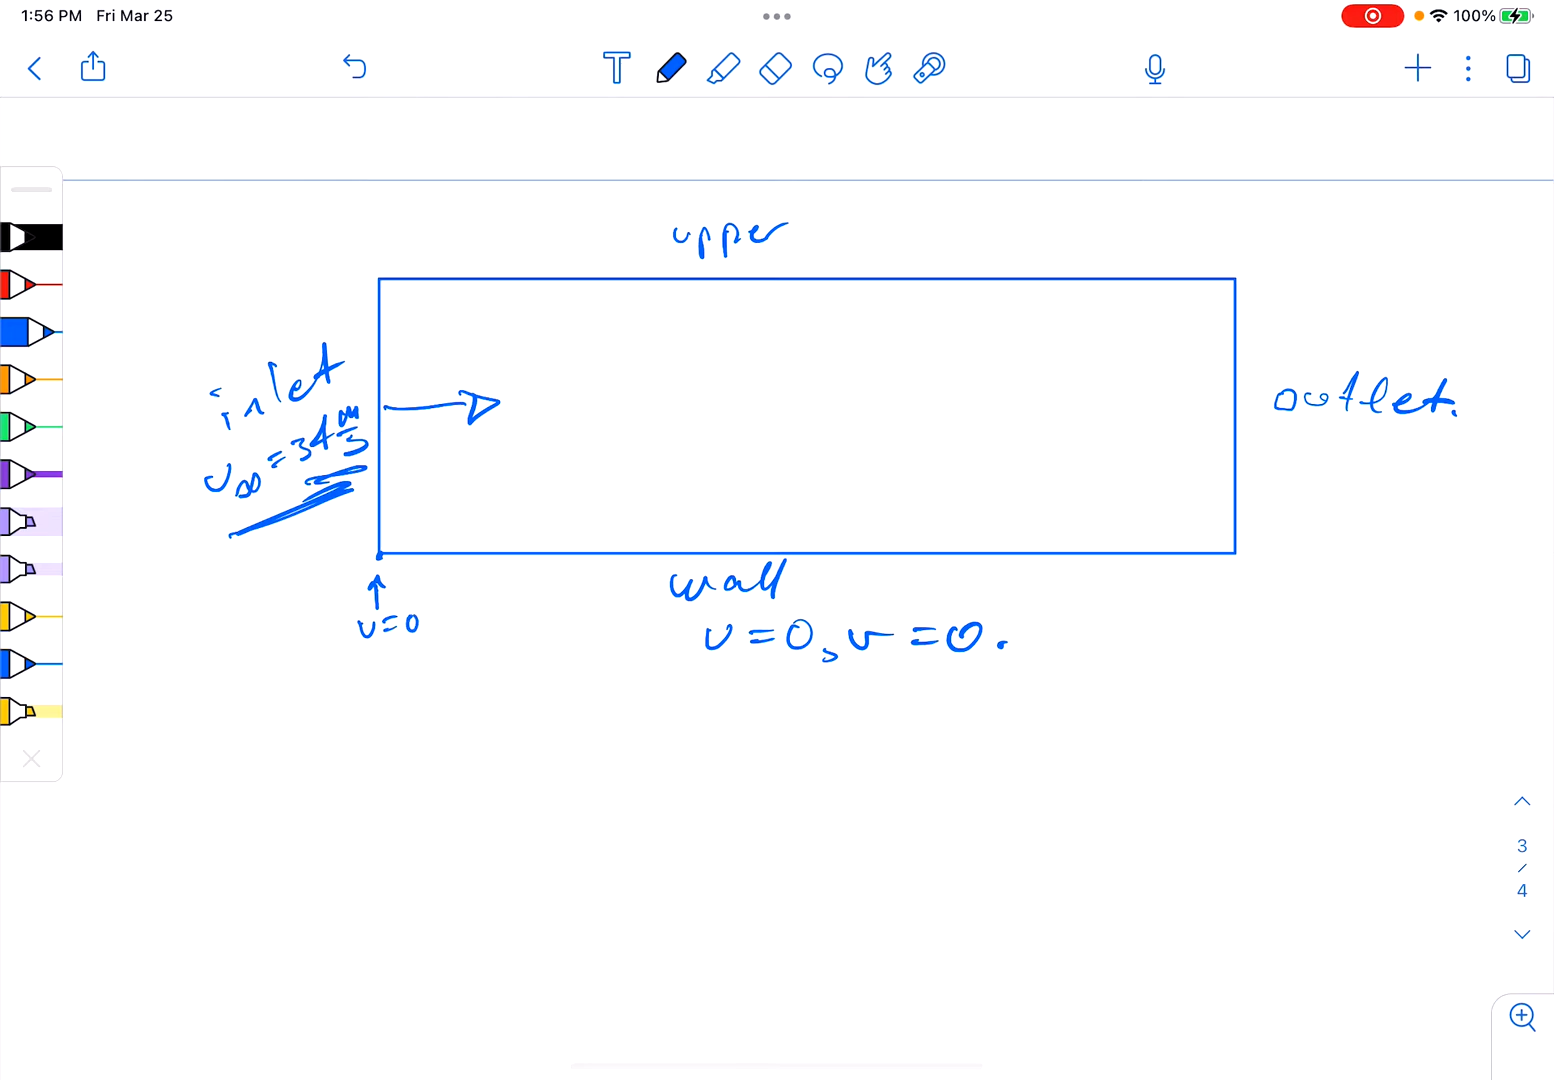 1:56 PM Fri Mar 25
100%
T
upper
inlet
U∞ = 34 m/s
outlet.
wall
U=0
U = 0, v = 0.
3
/
4